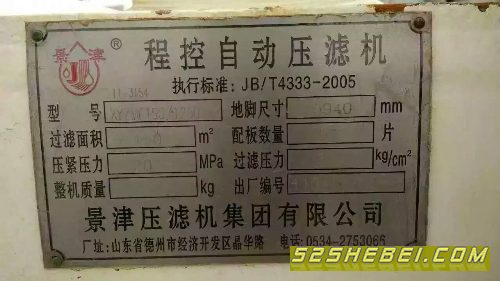 景津®
程控自动压滤机
执行标准: JB/T4333-2005
型号 地脚尺寸 5940 mm
过滤面积 m² 配板数量 片
压紧压力 20 MPa 过滤压力 kg/cm²
整机质量 kg 出厂编号
景津压滤机集团有限公司
厂址:山东省德州市经济开发区晶华路 电话:0534-2753066
52SHEBEI.COM